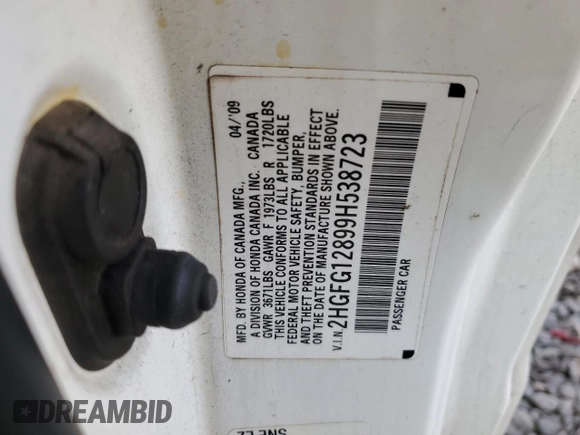 MFD. BY HONDA OF CANADA MFG., 04/'09
A DIVISION OF HONDA CANADA INC. CANADA
GVWR 3671LBS GAWR F 1973LBS R 1720LBS
THIS VEHICLE CONFORMS TO ALL APPLICABLE
FEDERAL MOTOR VEHICLE SAFETY, BUMPER,
AND THEFT PREVENTION STANDARDS IN EFFECT
ON THE DATE OF MANUFACTURE SHOWN ABOVE.
V.I.N. 2HGFG12899H538723
PASSENGER CAR
DREAMBID